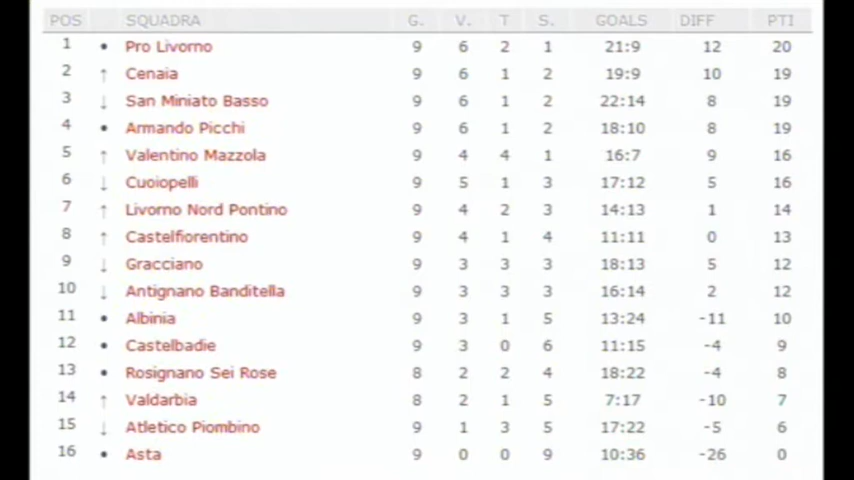 POS SQUADRA G. V. T S. GOALS DIFF PTI
1 • Pro Livorno 9 6 2 1 21:9 12 20
2 ↑ Cenaia 9 6 1 2 19:9 10 19
3 ↓ San Miniato Basso 9 6 1 2 22:14 8 19
4 • Armando Picchi 9 6 1 2 18:10 8 19
5 ↑ Valentino Mazzola 9 4 4 1 16:7 9 16
6 ↓ Cuoiopelli 9 5 1 3 17:12 5 16
7 ↑ Livorno Nord Pontino 9 4 2 3 14:13 1 14
8 ↑ Castelfiorentino 9 4 1 4 11:11 0 13
9 ↓ Gracciano 9 3 3 3 18:13 5 12
10 ↓ Antignano Banditella 9 3 3 3 16:14 2 12
11 • Albinia 9 3 1 5 13:24 -11 10
12 • Castelbadie 9 3 0 6 11:15 -4 9
13 • Rosignano Sei Rose 8 2 2 4 18:22 -4 8
14 ↑ Valdarbia 8 2 1 5 7:17 -10 7
15 ↓ Atletico Piombino 9 1 3 5 17:22 -5 6
16 • Asta 9 0 0 9 10:36 -26 0